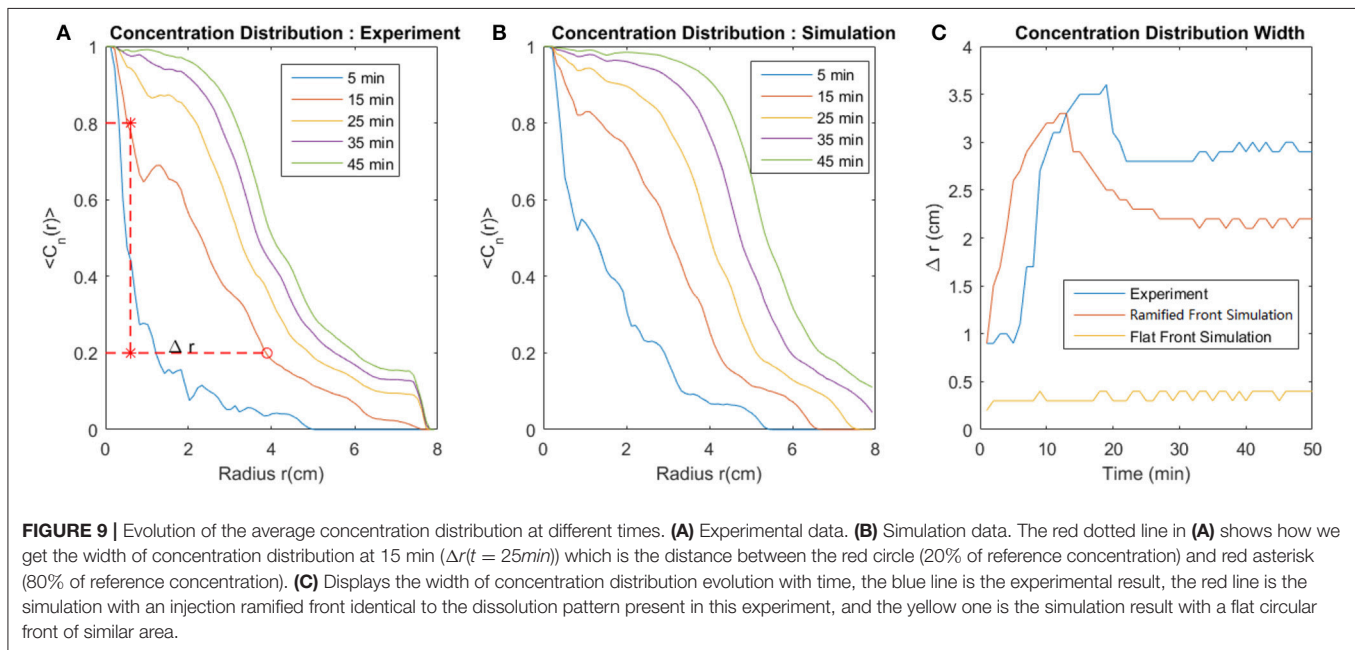 A
Concentration Distribution : Experiment
1
0.8
0.6
0.4
0.2
0
<C_n(r)>
5 min
15 min
25 min
35 min
45 min
Δ r
0 2 4 6 8
Radius r(cm)
B
Concentration Distribution : Simulation
1
0.8
0.6
0.4
0.2
0
<C_n(r)>
5 min
15 min
25 min
35 min
45 min
0 2 4 6 8
Radius r(cm)
C
Concentration Distribution Width
4
3.5
3
2.5
2
1.5
1
0.5
0
Δ r (cm)
Experiment
Ramified Front Simulation
Flat Front Simulation
0 10 20 30 40 50
Time (min)
FIGURE 9 | Evolution of the average concentration distribution at different times. (A) Experimental data. (B) Simulation data. The red dotted line in (A) shows how we
get the width of concentration distribution at 15 min (Δr(t = 25min)) which is the distance between the red circle (20% of reference concentration) and red asterisk
(80% of reference concentration). (C) Displays the width of concentration distribution evolution with time, the blue line is the experimental result, the red line is the
simulation with an injection ramified front identical to the dissolution pattern present in this experiment, and the yellow one is the simulation result with a flat circular
front of similar area.